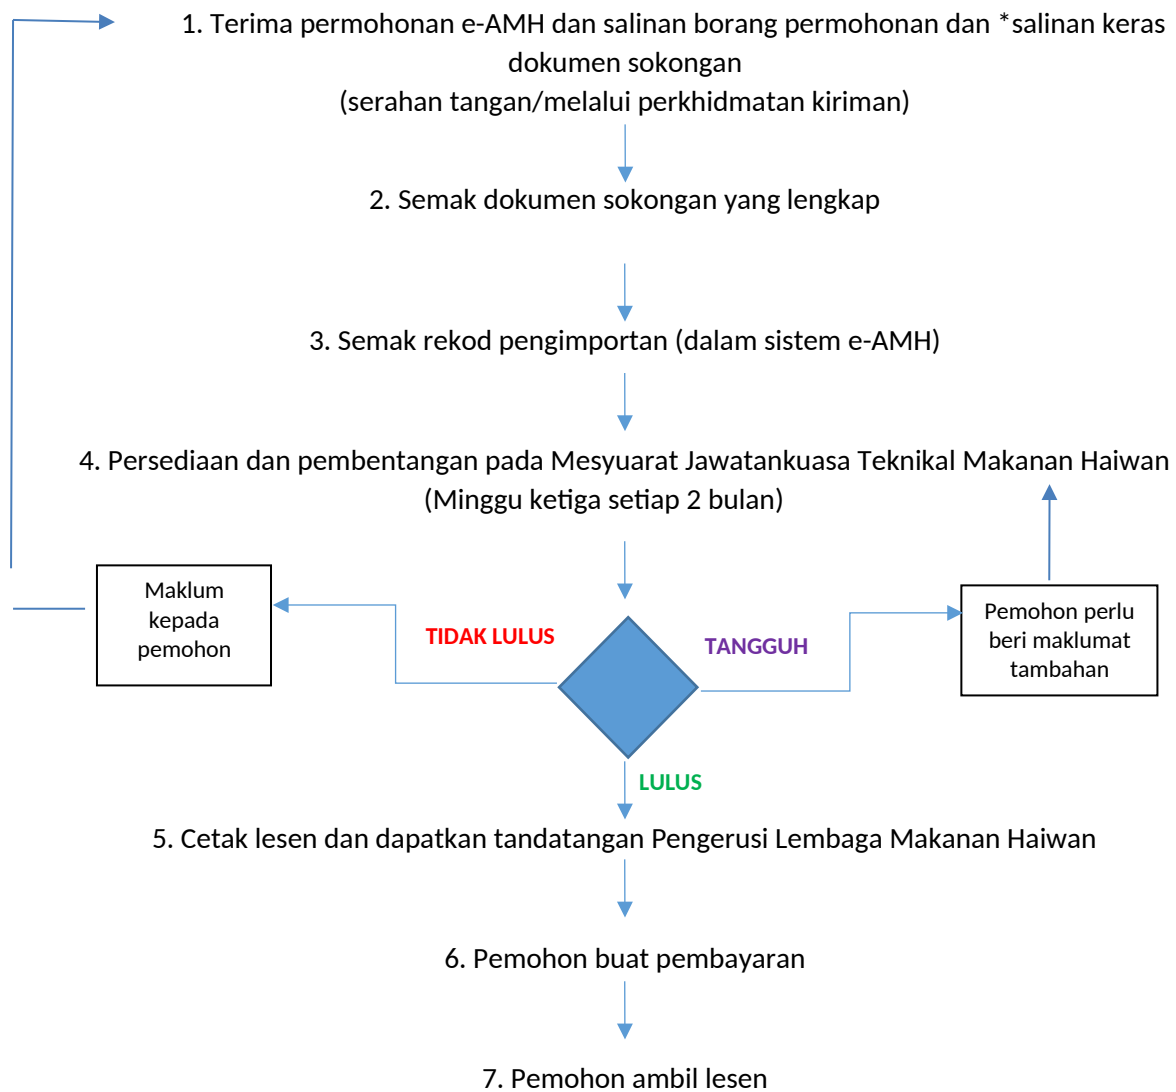 1. Terima permohonan e-AMH dan salinan borang permohonan dan *salinan keras
dokumen sokongan
(serahan tangan/melalui perkhidmatan kiriman)
2. Semak dokumen sokongan yang lengkap
3. Semak rekod pengimportan (dalam sistem e-AMH)
4. Persediaan dan pembentangan pada Mesyuarat Jawatankuasa Teknikal Makanan Haiwan
(Minggu ketiga setiap 2 bulan)
Maklum
kepada
pemohon
TIDAK LULUS
TANGGUH
Pemohon perlu
beri maklumat
tambahan
LULUS
5. Cetak lesen dan dapatkan tandatangan Pengerusi Lembaga Makanan Haiwan
6. Pemohon buat pembayaran
7. Pemohon ambil lesen